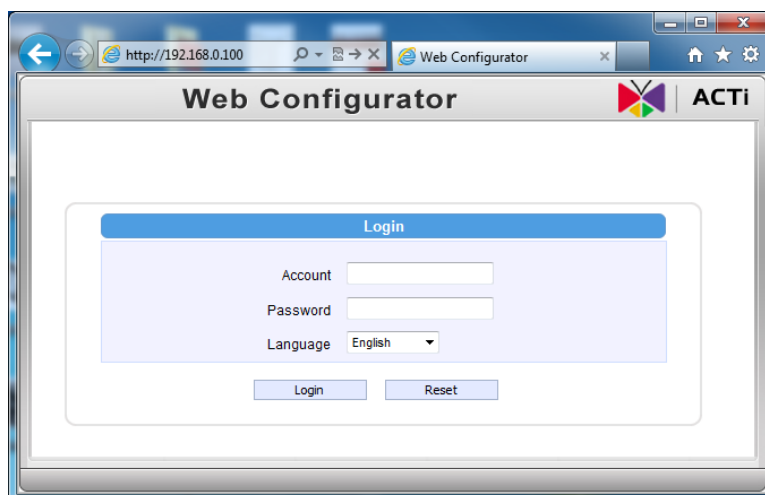 http://192.168.0.100 Web Configurator
Web Configurator ACTi
Login
Account
Password
Language English
Login Reset